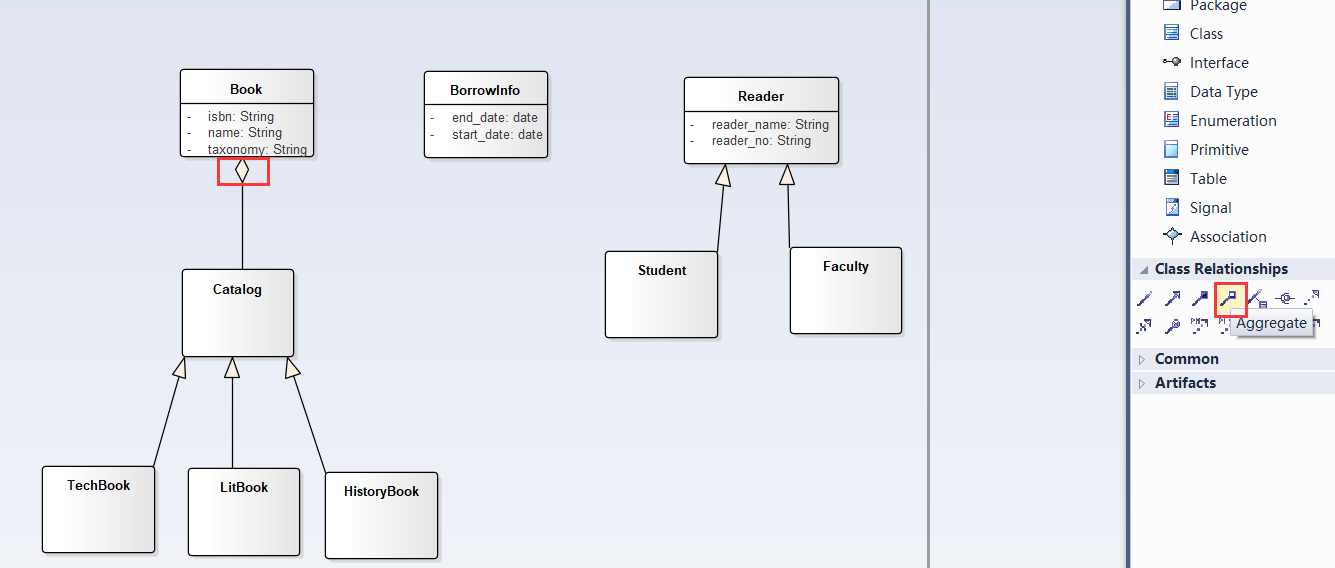 Book
- isbn: String
- name: String
- taxonomy: String
BorrowInfo
- end_date: date
- start_date: date
Reader
- reader_name: String
- reader_no: String
Catalog
Student
Faculty
TechBook
LitBook
HistoryBook
Package
Class
Interface
Data Type
Enumeration
Primitive
Table
Signal
Association
Class Relationships
Aggregate
Common
Artifacts